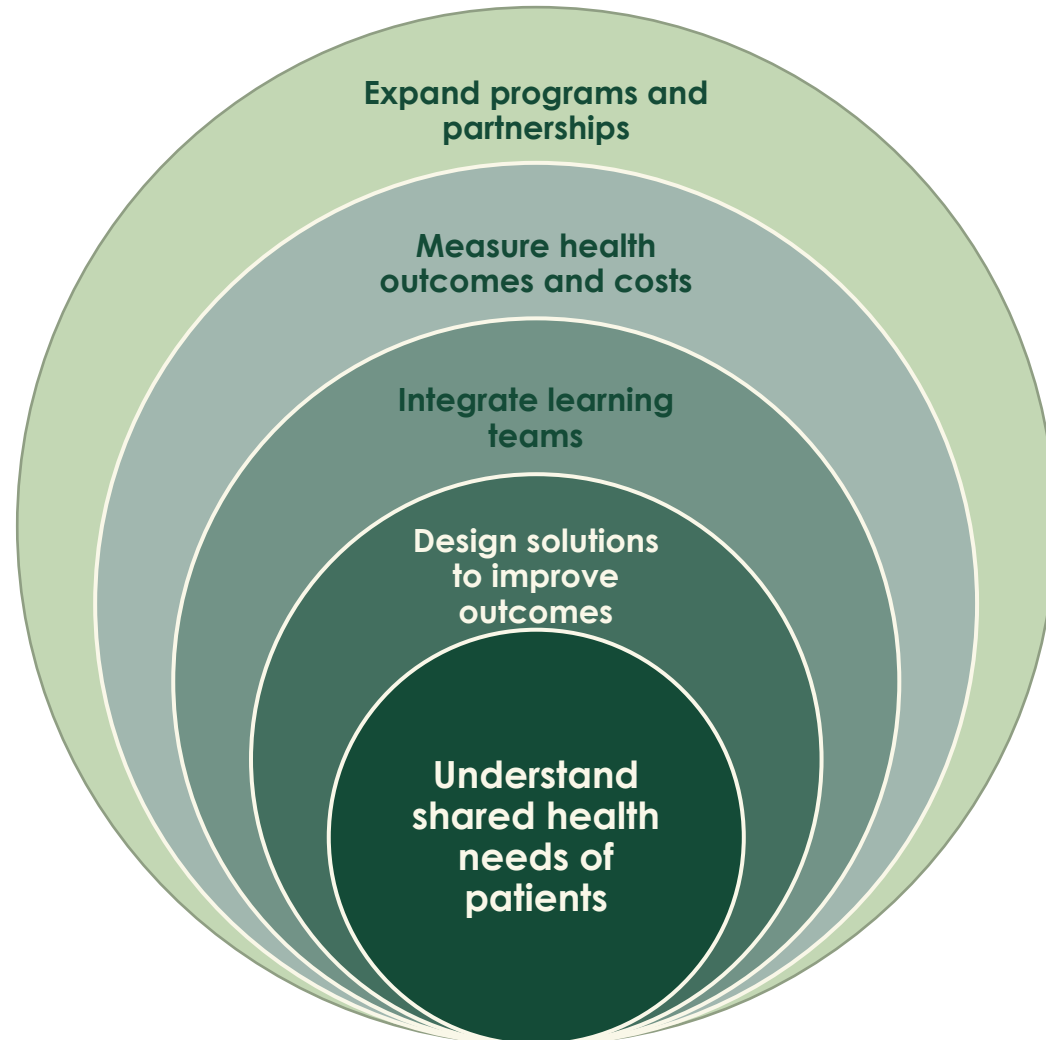 Expand programs and
partnerships
Measure health
outcomes and costs
Integrate learning
teams
Design solutions
to improve
outcomes
Understand
shared health
needs of
patients